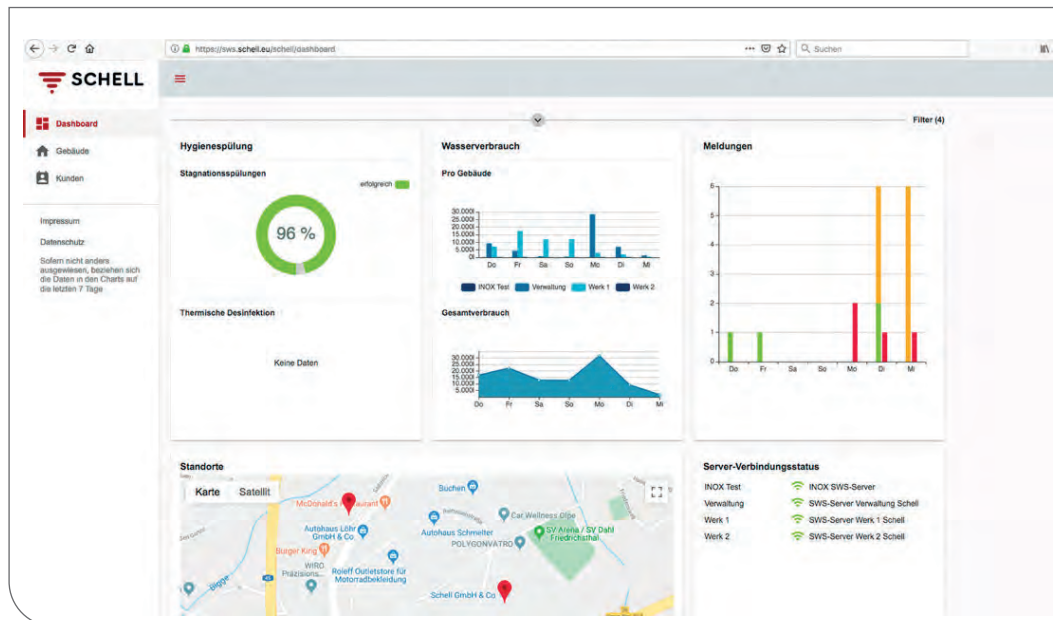 https://sws.schell.eu/schell/dashboard
Suchen
SCHELL
Dashboard
Gebäude
Kunden
Impressum
Datenschutz
Sofern nicht anders
ausgewiesen, beziehen sich
die Daten in den Charts auf
die letzten 7 Tage
Filter (4)
Hygienespülung
Stagnationsspülungen
erfolgreich
96 %
Thermische Desinfektion
Keine Daten
Wasserverbrauch
Pro Gebäude
30.000l
25.000l
20.000l
15.000l
10.000l
5.000l
0l
Do Fr Sa So Mo Di Mi
INOX Test Verwaltung Werk 1 Werk 2
Gesamtverbrauch
30.000l
25.000l
20.000l
15.000l
10.000l
5.000l
Do Fr Sa So Mo Di Mi
Meldungen
6
5
4
3
2
1
0
Do Fr Sa So Mo Di Mi
Standorte
Karte Satellit
McDonald's Restaurant
Suchen
Autohaus Löhr
GmbH & Co
Autohaus Schmelter
Car Wellness Olpe
POLYGONVATRO
SV Arena / SV Dahl
Friedrichsthal
Burger King
WIRO
Präzisions...
Roleff Outletstore für
Motorradbekleidung
Bigge
Schell GmbH & Co
Server-Verbindungsstatus
INOX Test INOX SWS-Server
Verwaltung SWS-Server Verwaltung Schell
Werk 1 SWS-Server Werk 1 Schell
Werk 2 SWS-Server Werk 2 Schell